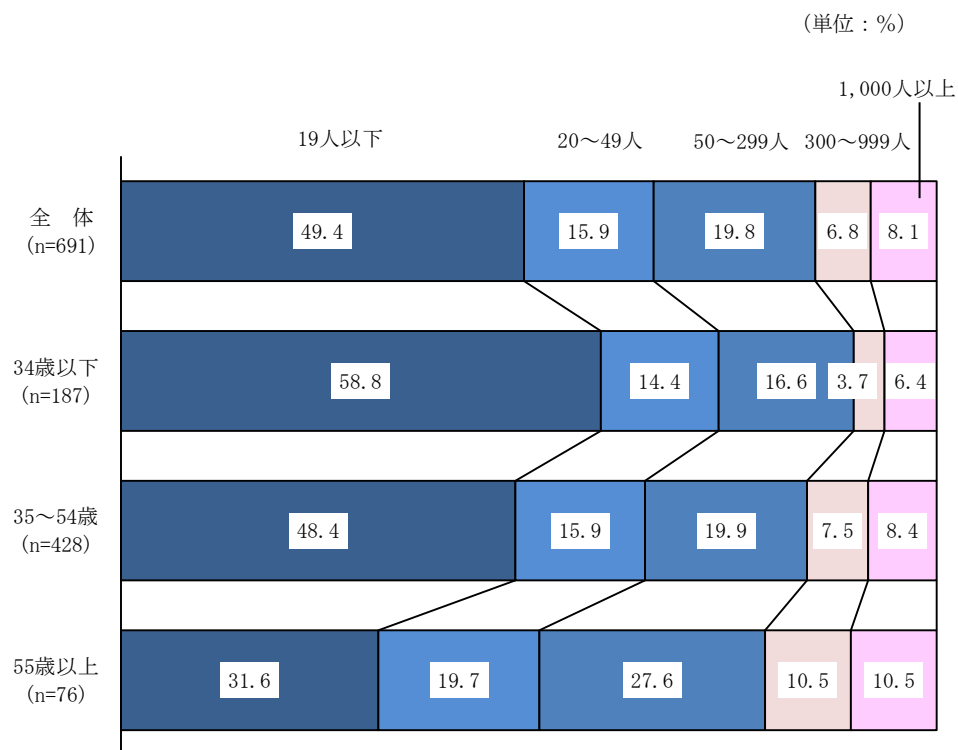 （単位：％）
1,000人以上
19人以下 20～49人 50～299人 300～999人
全　体
(n=691)
49.4 15.9 19.8 6.8 8.1
34歳以下
(n=187)
58.8 14.4 16.6 3.7 6.4
35～54歳
(n=428)
48.4 15.9 19.9 7.5 8.4
55歳以上
(n=76)
31.6 19.7 27.6 10.5 10.5